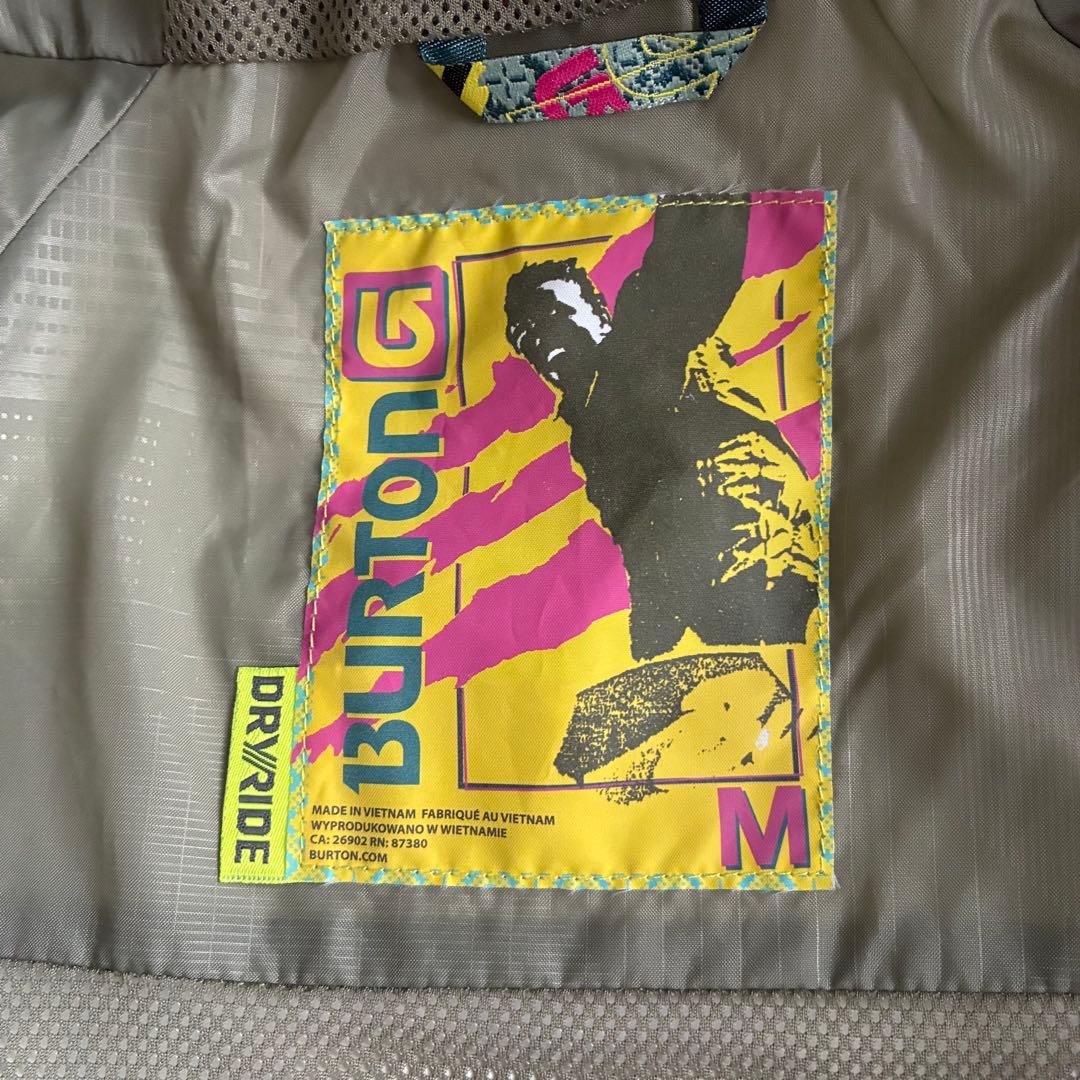 BURTON
DRY//RIDE
MADE IN VIETNAM FABRIQUÉ AU VIETNAM
WYPRODUKOWANO W WIETNAMIE
CA: 26902 RN: 87380
BURTON.COM
M